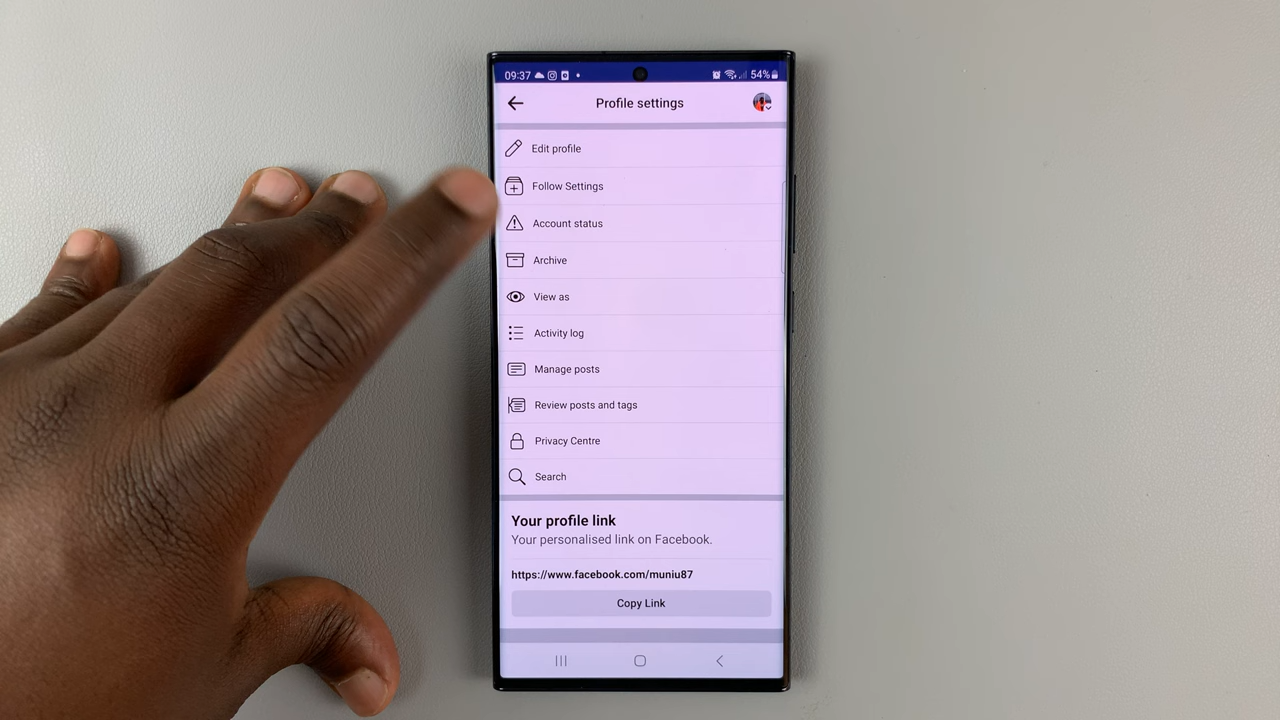 09:37 54%
Profile settings
Edit profile
Follow Settings
Account status
Archive
View as
Activity log
Manage posts
Review posts and tags
Privacy Centre
Search
Your profile link
Your personalised link on Facebook.
https://www.facebook.com/muniu87
Copy Link